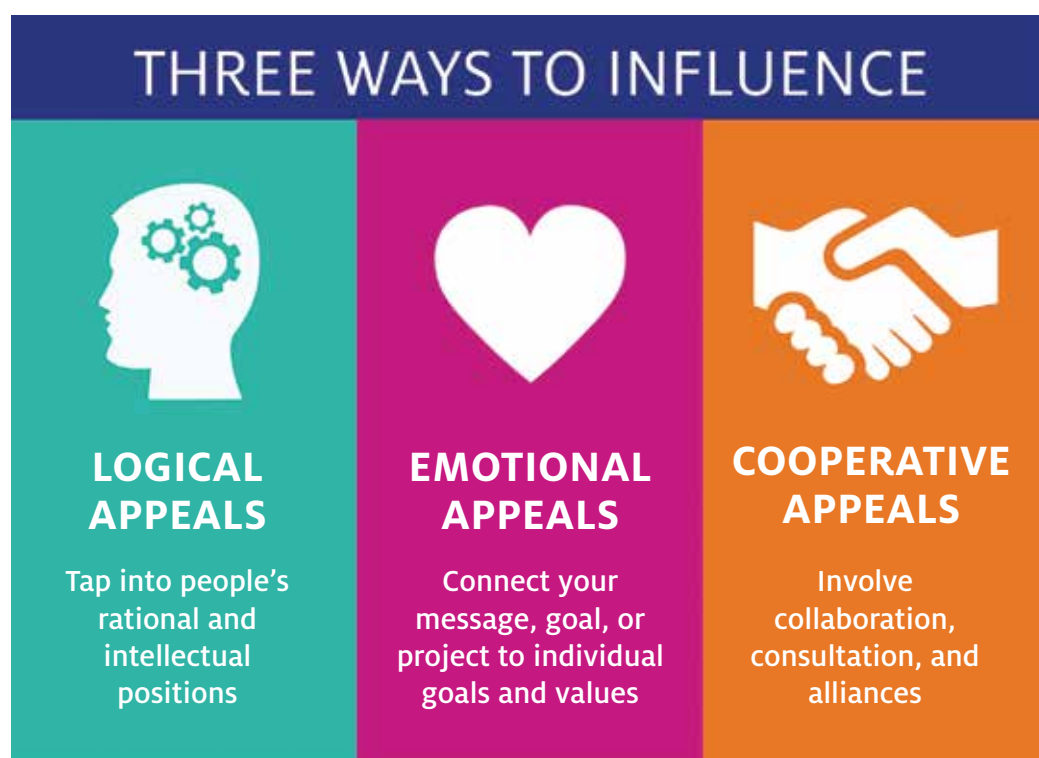 THREE WAYS TO INFLUENCE
LOGICAL
APPEALS
Tap into people’s
rational and
intellectual
positions
EMOTIONAL
APPEALS
Connect your
message, goal, or
project to individual
goals and values
COOPERATIVE
APPEALS
Involve
collaboration,
consultation, and
alliances